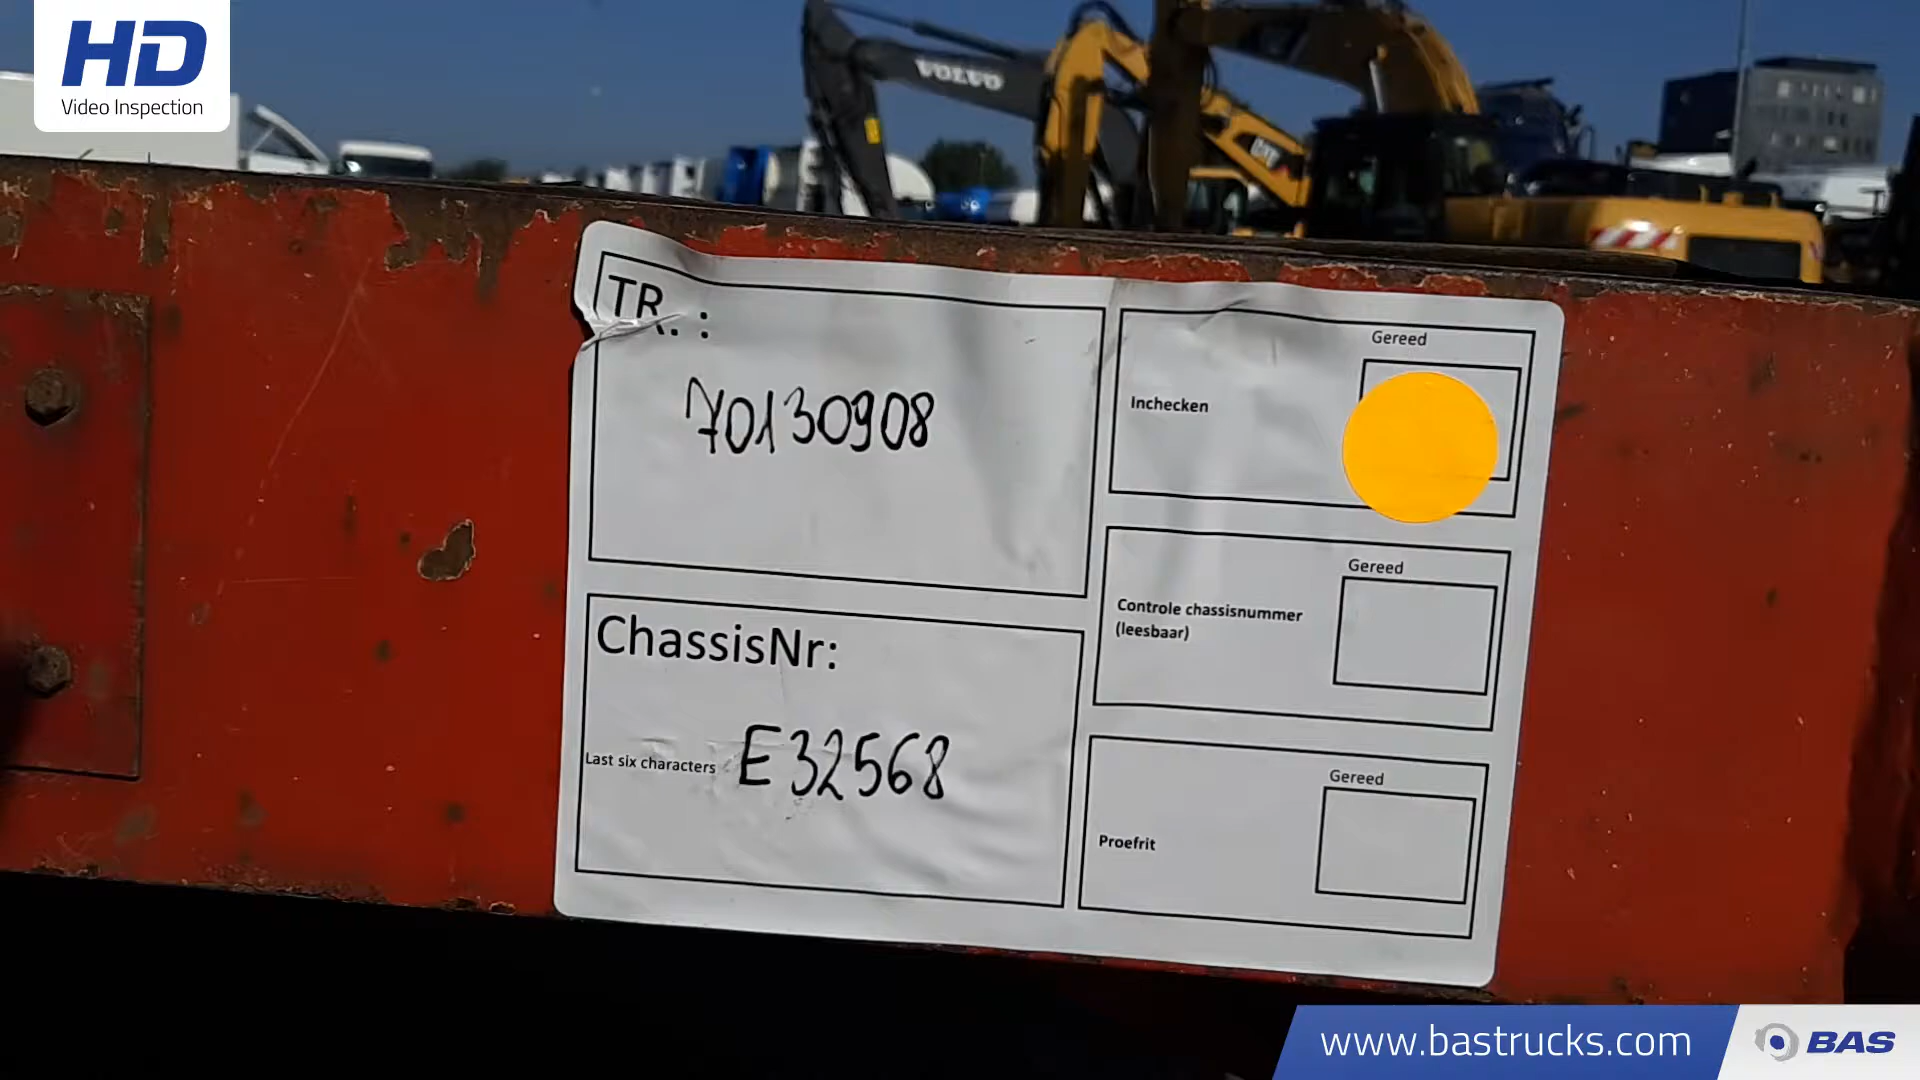 HD
Video Inspection
VOLVO
CAT
TR. :
70130908
ChassisNr:
Last six characters E32568
Gereed
Inchecken
Gereed
Controle chassisnummer
(leesbaar)
Gereed
Proefrit
www.bastrucks.com
BAS